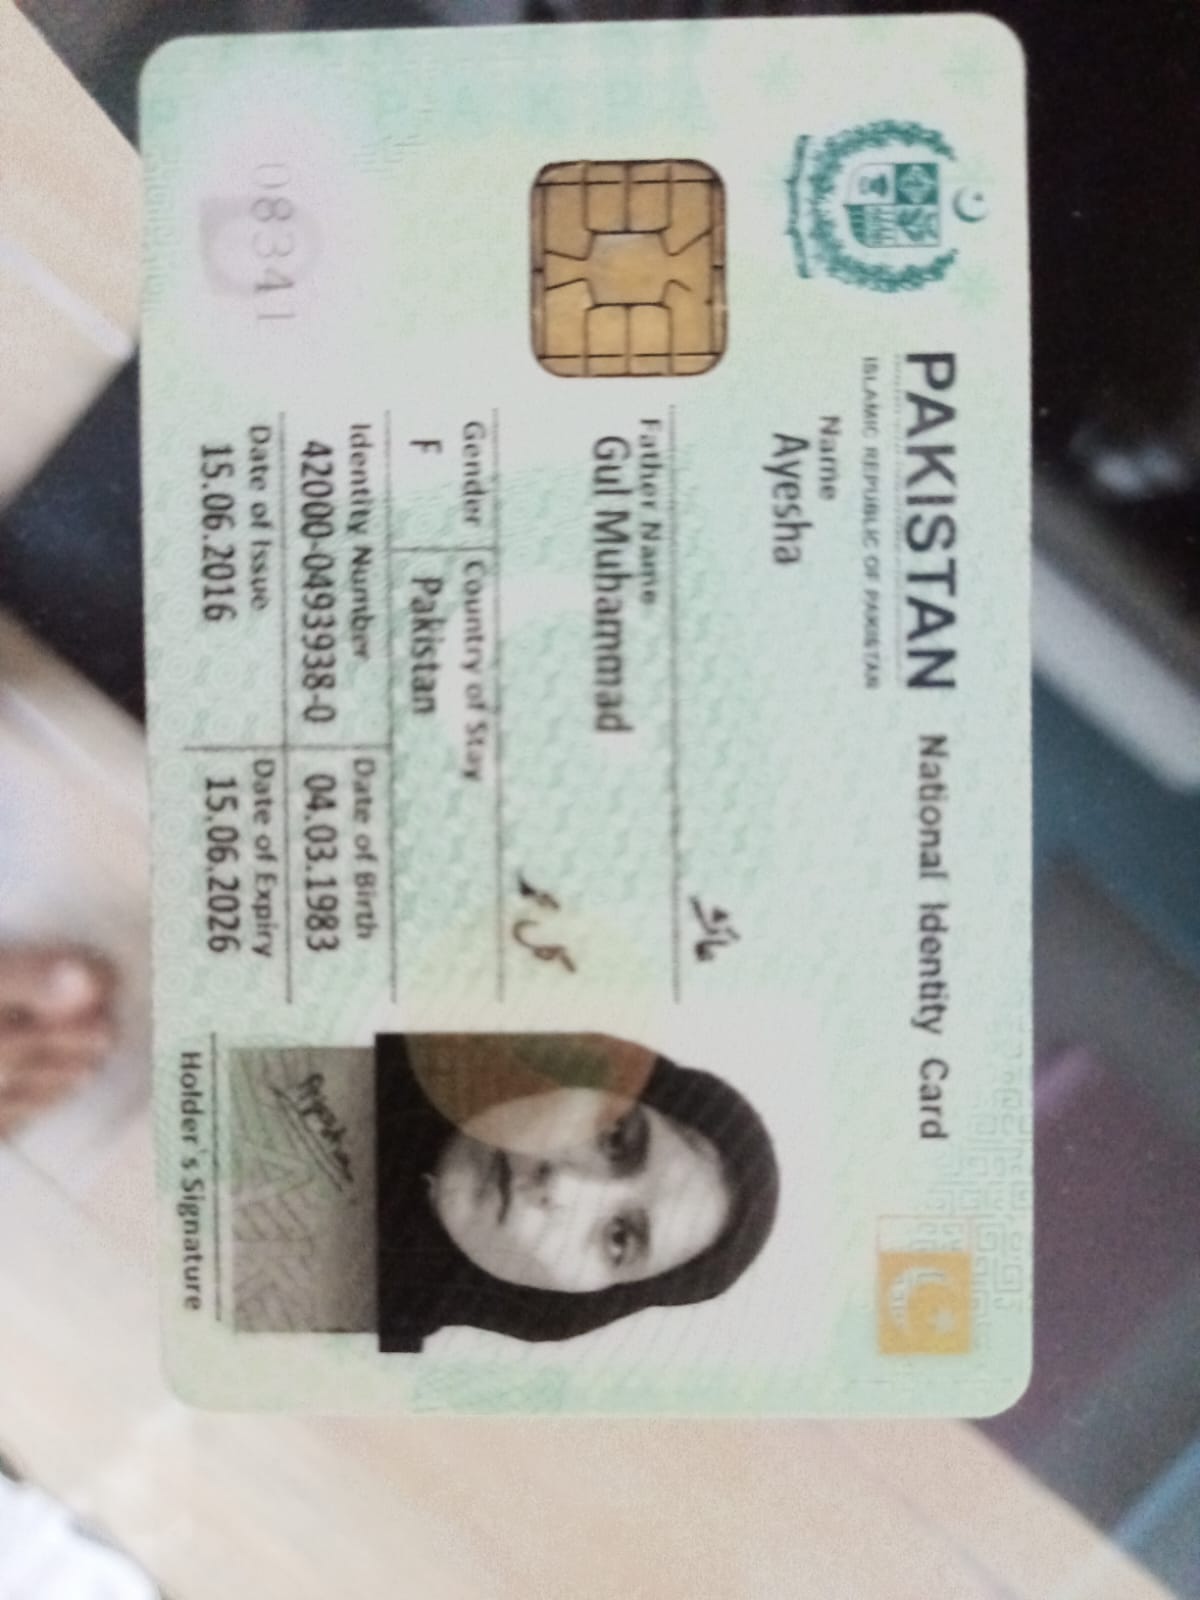 PAKISTAN National Identity Card
ISLAMIC REPUBLIC OF PAKISTAN
Name
Ayesha
عائشہ
Father Name
Gul Muhammad
گل محمد
Gender Country of Stay
F Pakistan
Identity Number Date of Birth
42000-0493938-0 04.03.1983
Date of Issue Date of Expiry
15.06.2016 15.06.2026
08341
Ayesha
Holder's Signature